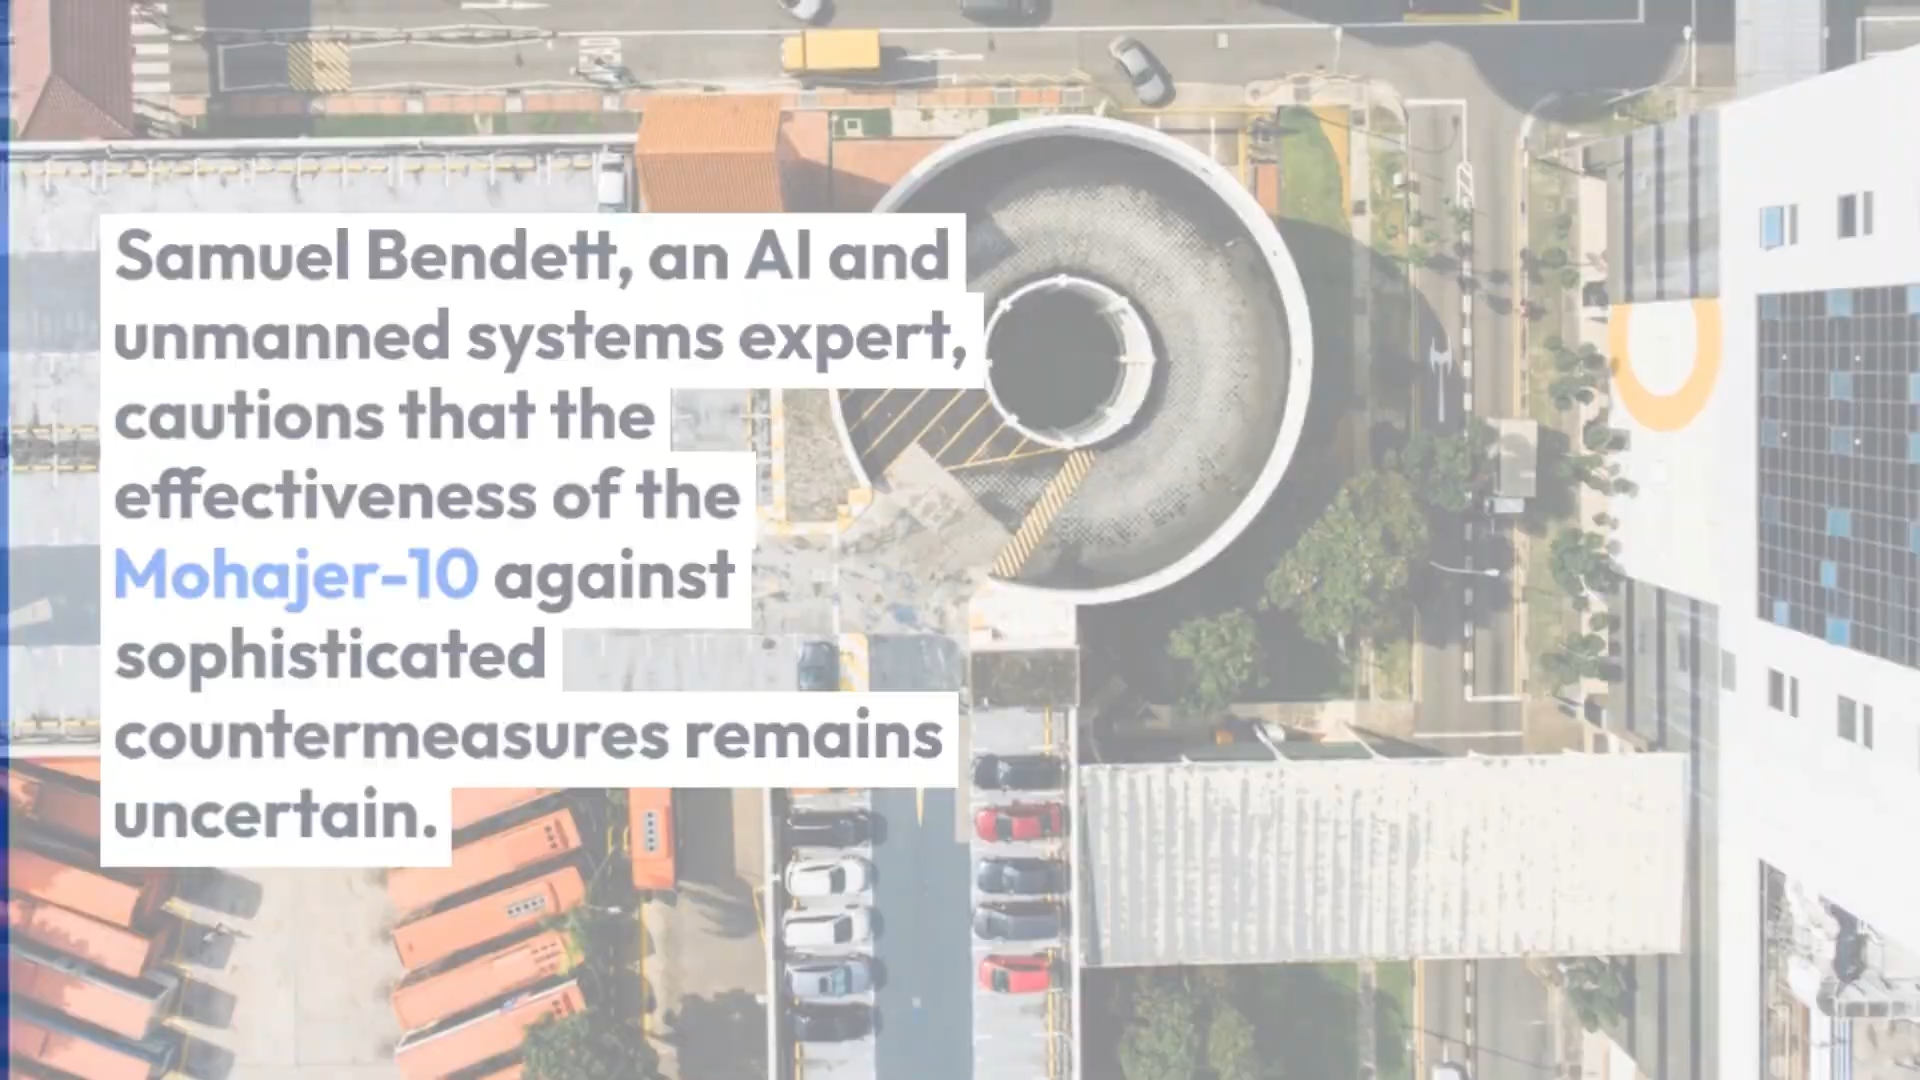 Samuel Bendett, an AI and
unmanned systems expert,
cautions that the
effectiveness of the
Mohajer-10 against
sophisticated
countermeasures remains
uncertain.